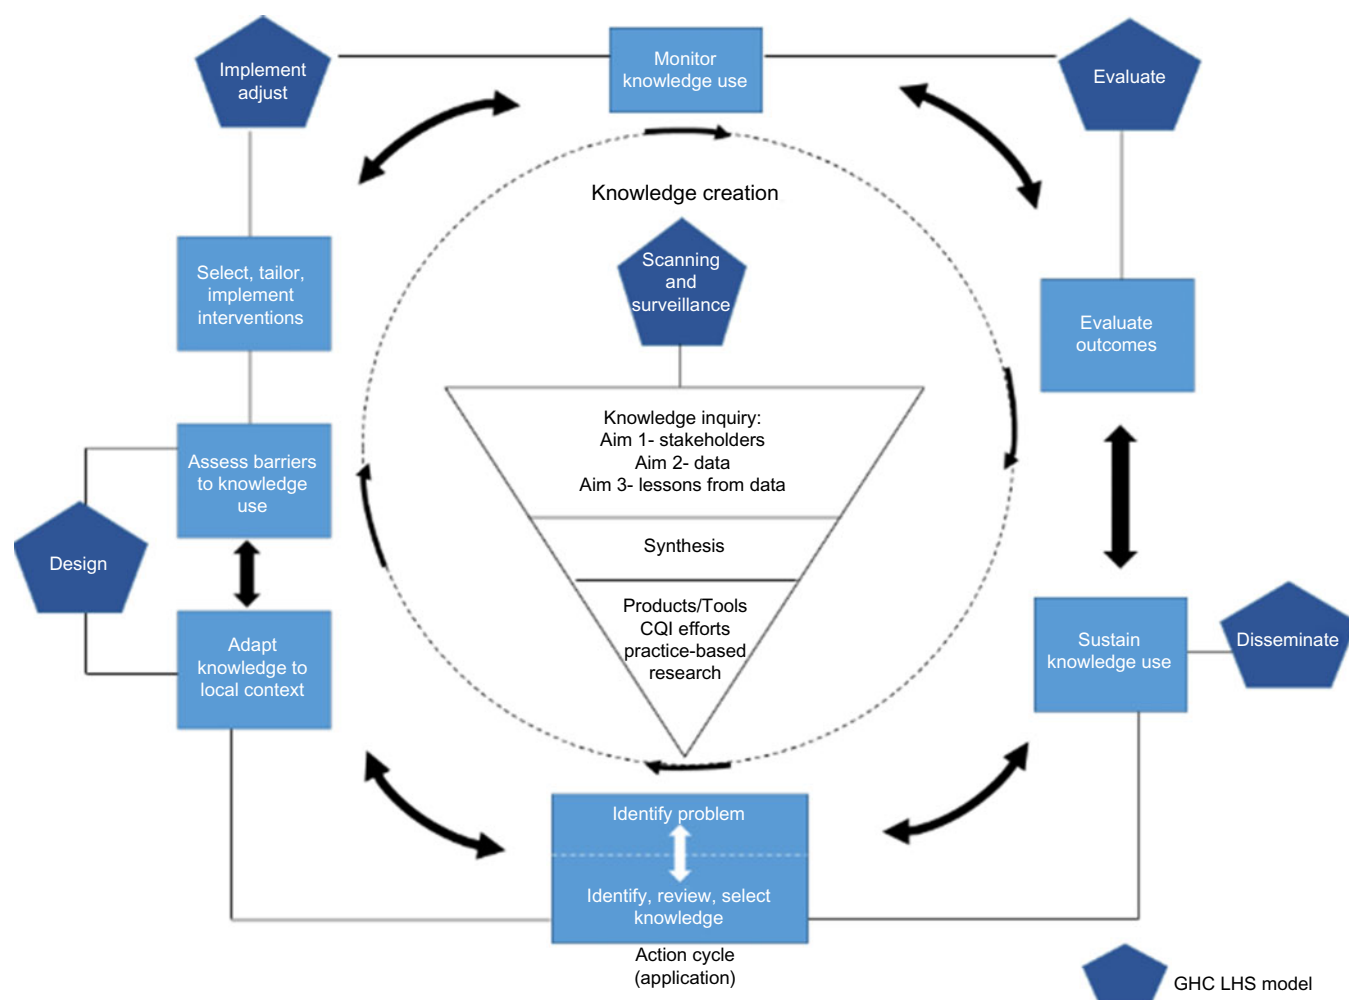 Implement
adjust
Monitor
knowledge use
Evaluate
Knowledge creation
Scanning
and
surveillance
Select, tailor,
implement
interventions
Evaluate
outcomes
Knowledge inquiry:
Aim 1- stakeholders
Aim 2- data
Aim 3- lessons from data
Assess barriers
to knowledge
use
Synthesis
Design
Products/Tools
CQI efforts
practice-based
research
Adapt
knowledge to
local context
Sustain
knowledge use
Disseminate
Identify problem
Identify, review, select
knowledge
Action cycle
(application)
GHC LHS model